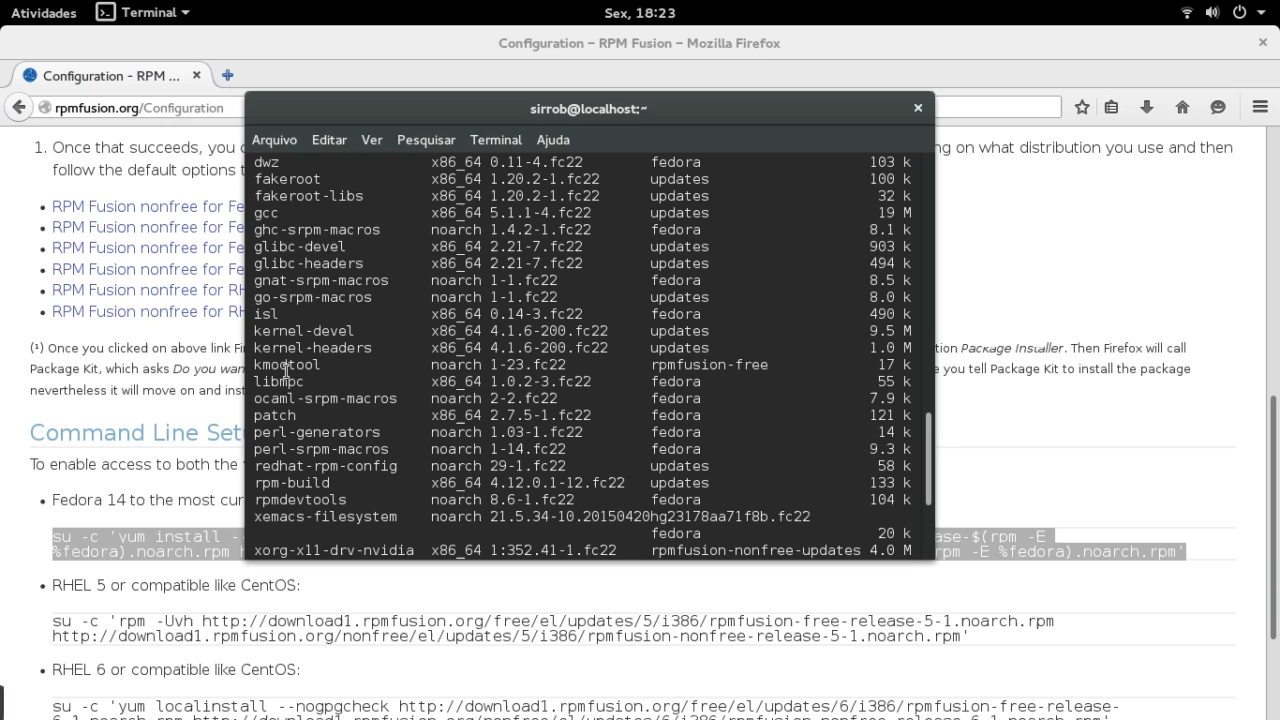 Atividades
Terminal
Sex, 18:23
Configuration – RPM Fusion – Mozilla Firefox
Configuration - RPM ...
rpmfusion.org/Configuration
sirrob@localhost:~
Arquivo Editar Ver Pesquisar Terminal Ajuda
1. Once that succeeds, you c
ng on what distribution you use and then
follow the default options t
• RPM Fusion nonfree for Fe
• RPM Fusion nonfree for Fe
• RPM Fusion nonfree for Fe
• RPM Fusion nonfree for Fe
• RPM Fusion nonfree for RH
• RPM Fusion nonfree for RH
(¹) Once you clicked on above link Fir
tion Package Installer. Then Firefox will call
Package Kit, which asks Do you wan
e you tell Package Kit to install the package
nevertheless it will move on and inst
Command Line Set
To enable access to both the
• Fedora 14 to the most cur
su -c 'yum install --
ase-$(rpm -E
%fedora).noarch.rpm h
rpm -E %fedora).noarch.rpm'
dwz x86_64 0.11-4.fc22 fedora 103 k
fakeroot x86_64 1.20.2-1.fc22 updates 100 k
fakeroot-libs x86_64 1.20.2-1.fc22 updates 32 k
gcc x86_64 5.1.1-4.fc22 updates 19 M
ghc-srpm-macros noarch 1.4.2-1.fc22 fedora 8.1 k
glibc-devel x86_64 2.21-7.fc22 updates 903 k
glibc-headers x86_64 2.21-7.fc22 updates 494 k
gnat-srpm-macros noarch 1-1.fc22 fedora 8.5 k
go-srpm-macros noarch 1-1.fc22 updates 8.0 k
isl x86_64 0.14-3.fc22 fedora 490 k
kernel-devel x86_64 4.1.6-200.fc22 updates 9.5 M
kernel-headers x86_64 4.1.6-200.fc22 updates 1.0 M
kmodtool noarch 1-23.fc22 rpmfusion-free 17 k
libmpc x86_64 1.0.2-3.fc22 fedora 55 k
ocaml-srpm-macros noarch 2-2.fc22 fedora 7.9 k
patch x86_64 2.7.5-1.fc22 fedora 121 k
perl-generators noarch 1.03-1.fc22 fedora 14 k
perl-srpm-macros noarch 1-14.fc22 fedora 9.3 k
redhat-rpm-config noarch 29-1.fc22 updates 58 k
rpm-build x86_64 4.12.0.1-12.fc22 updates 133 k
rpmdevtools noarch 8.6-1.fc22 fedora 104 k
xemacs-filesystem noarch 21.5.34-10.20150420hg23178aa71f8b.fc22
fedora 20 k
xorg-x11-drv-nvidia x86_64 1:352.41-1.fc22 rpmfusion-nonfree-updates 4.0 M
• RHEL 5 or compatible like CentOS:
su -c 'rpm -Uvh http://download1.rpmfusion.org/free/el/updates/5/i386/rpmfusion-free-release-5-1.noarch.rpm
http://download1.rpmfusion.org/nonfree/el/updates/5/i386/rpmfusion-nonfree-release-5-1.noarch.rpm'
• RHEL 6 or compatible like CentOS:
su -c 'yum localinstall --nogpgcheck http://download1.rpmfusion.org/free/el/updates/6/i386/rpmfusion-free-release-
6-1.noarch.rpm http://download1.rpmfusion.org/nonfree/el/updates/6/i386/rpmfusion-nonfree-release-6-1.noarch.rpm'